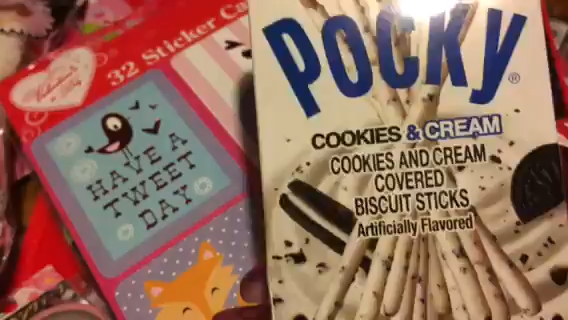 32 Sticker Ca
HAVE A
TWEET
DAY
POCKY®
COOKIES & CREAM
COOKIES AND CREAM
COVERED
BISCUIT STICKS
Artificially Flavored